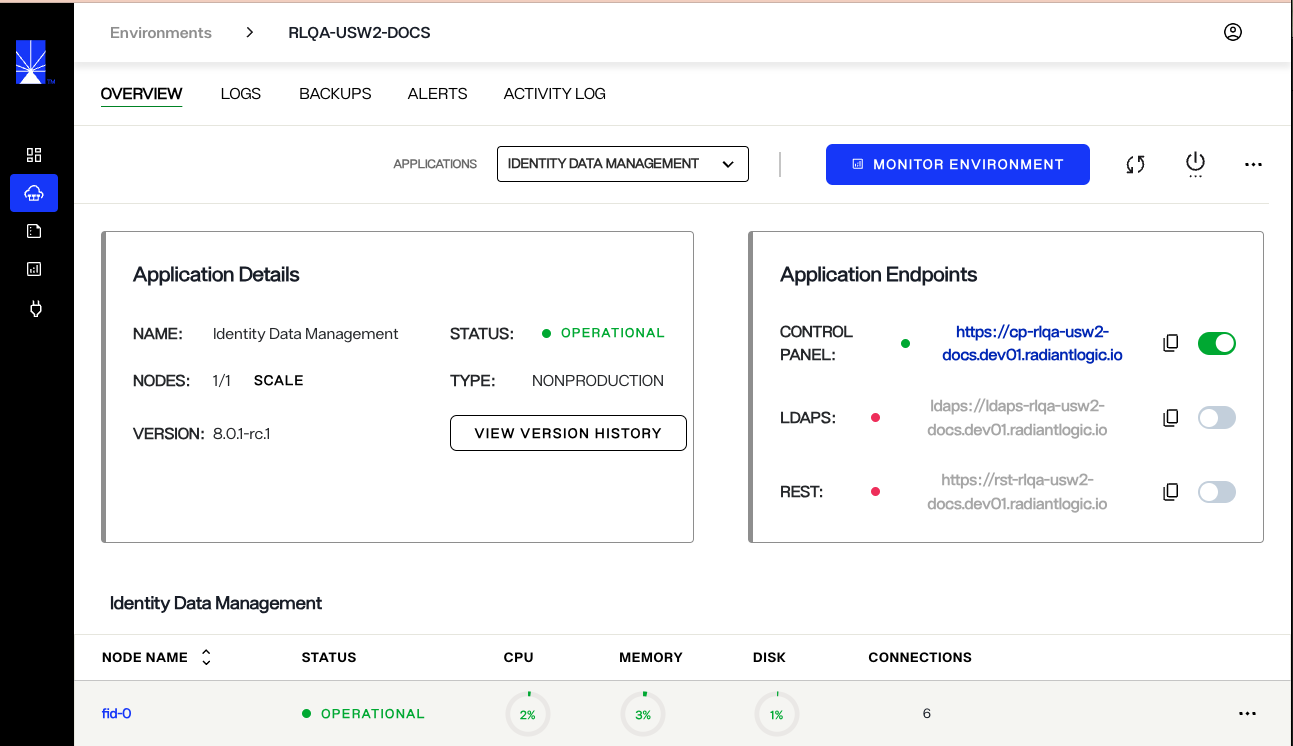 Environments > RLQA-USW2-DOCS
TM
OVERVIEW LOGS BACKUPS ALERTS ACTIVITY LOG
APPLICATIONS IDENTITY DATA MANAGEMENT MONITOR ENVIRONMENT
Application Details
NAME: Identity Data Management STATUS: OPERATIONAL
NODES: 1/1 SCALE TYPE: NONPRODUCTION
VERSION: 8.0.1-rc.1 VIEW VERSION HISTORY
Application Endpoints
CONTROL
PANEL:
https://cp-rlqa-usw2-
docs.dev01.radiantlogic.io
LDAPS:
ldaps://ldaps-rlqa-usw2-
docs.dev01.radiantlogic.io
REST:
https://rst-rlqa-usw2-
docs.dev01.radiantlogic.io
Identity Data Management
NODE NAME STATUS CPU MEMORY DISK CONNECTIONS
fid-0 OPERATIONAL 2% 3% 1% 6